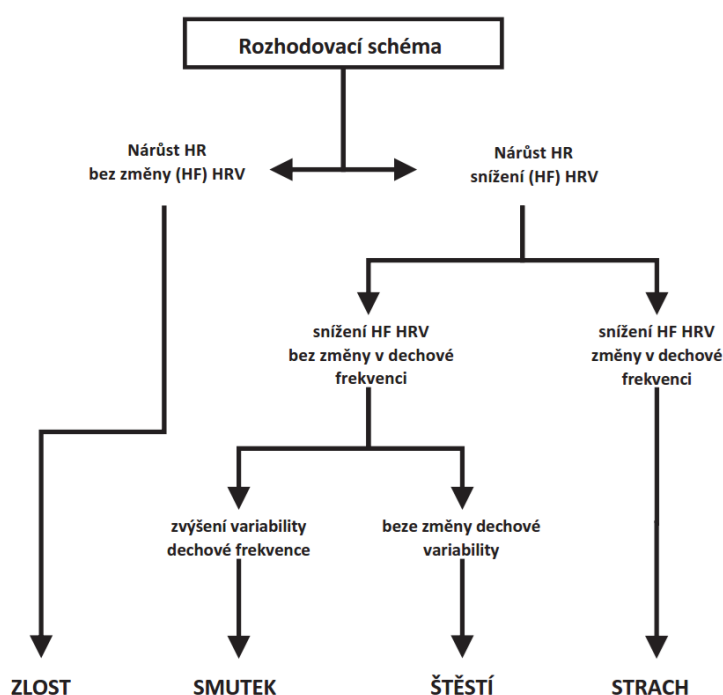 Rozhodovací schéma
Nárůst HR
bez změny (HF) HRV
Nárůst HR
snížení (HF) HRV
snížení HF HRV
bez změny v dechové
frekvenci
snížení HF HRV
změny v dechové
frekvenci
zvýšení variability
dechové frekvence
beze změny dechové
variability
ZLOST
SMUTEK
ŠTĚSTÍ
STRACH